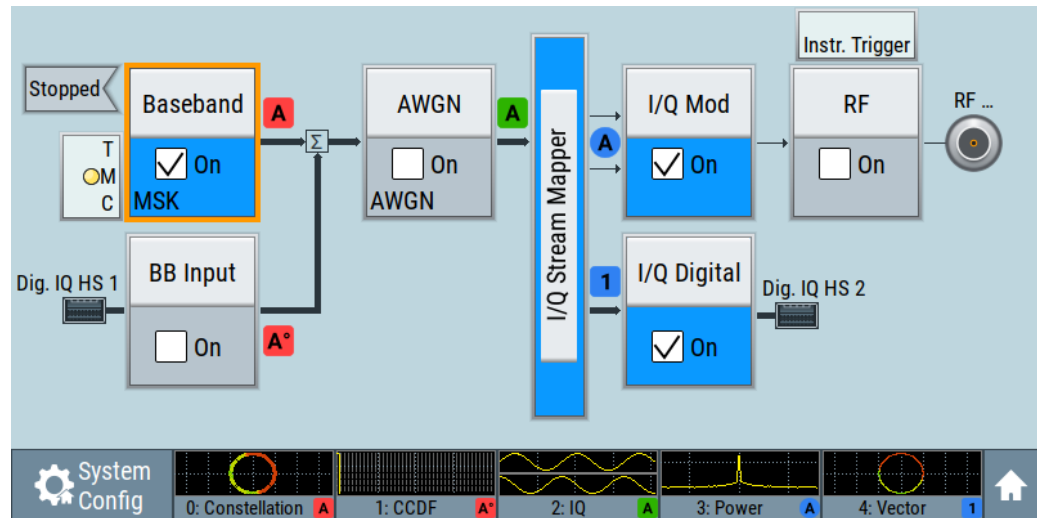 Instr. Trigger
Stopped
Baseband
A
AWGN
A
I/Q Mod
RF
RF ...
T
M
C
On
MSK
Σ
On
AWGN
I/Q Stream Mapper
A
On
On
BB Input
I/Q Digital
Dig. IQ HS 1
1
Dig. IQ HS 2
On
A°
On
System
Config
0: Constellation A
1: CCDF A°
2: IQ A
3: Power A
4: Vector 1